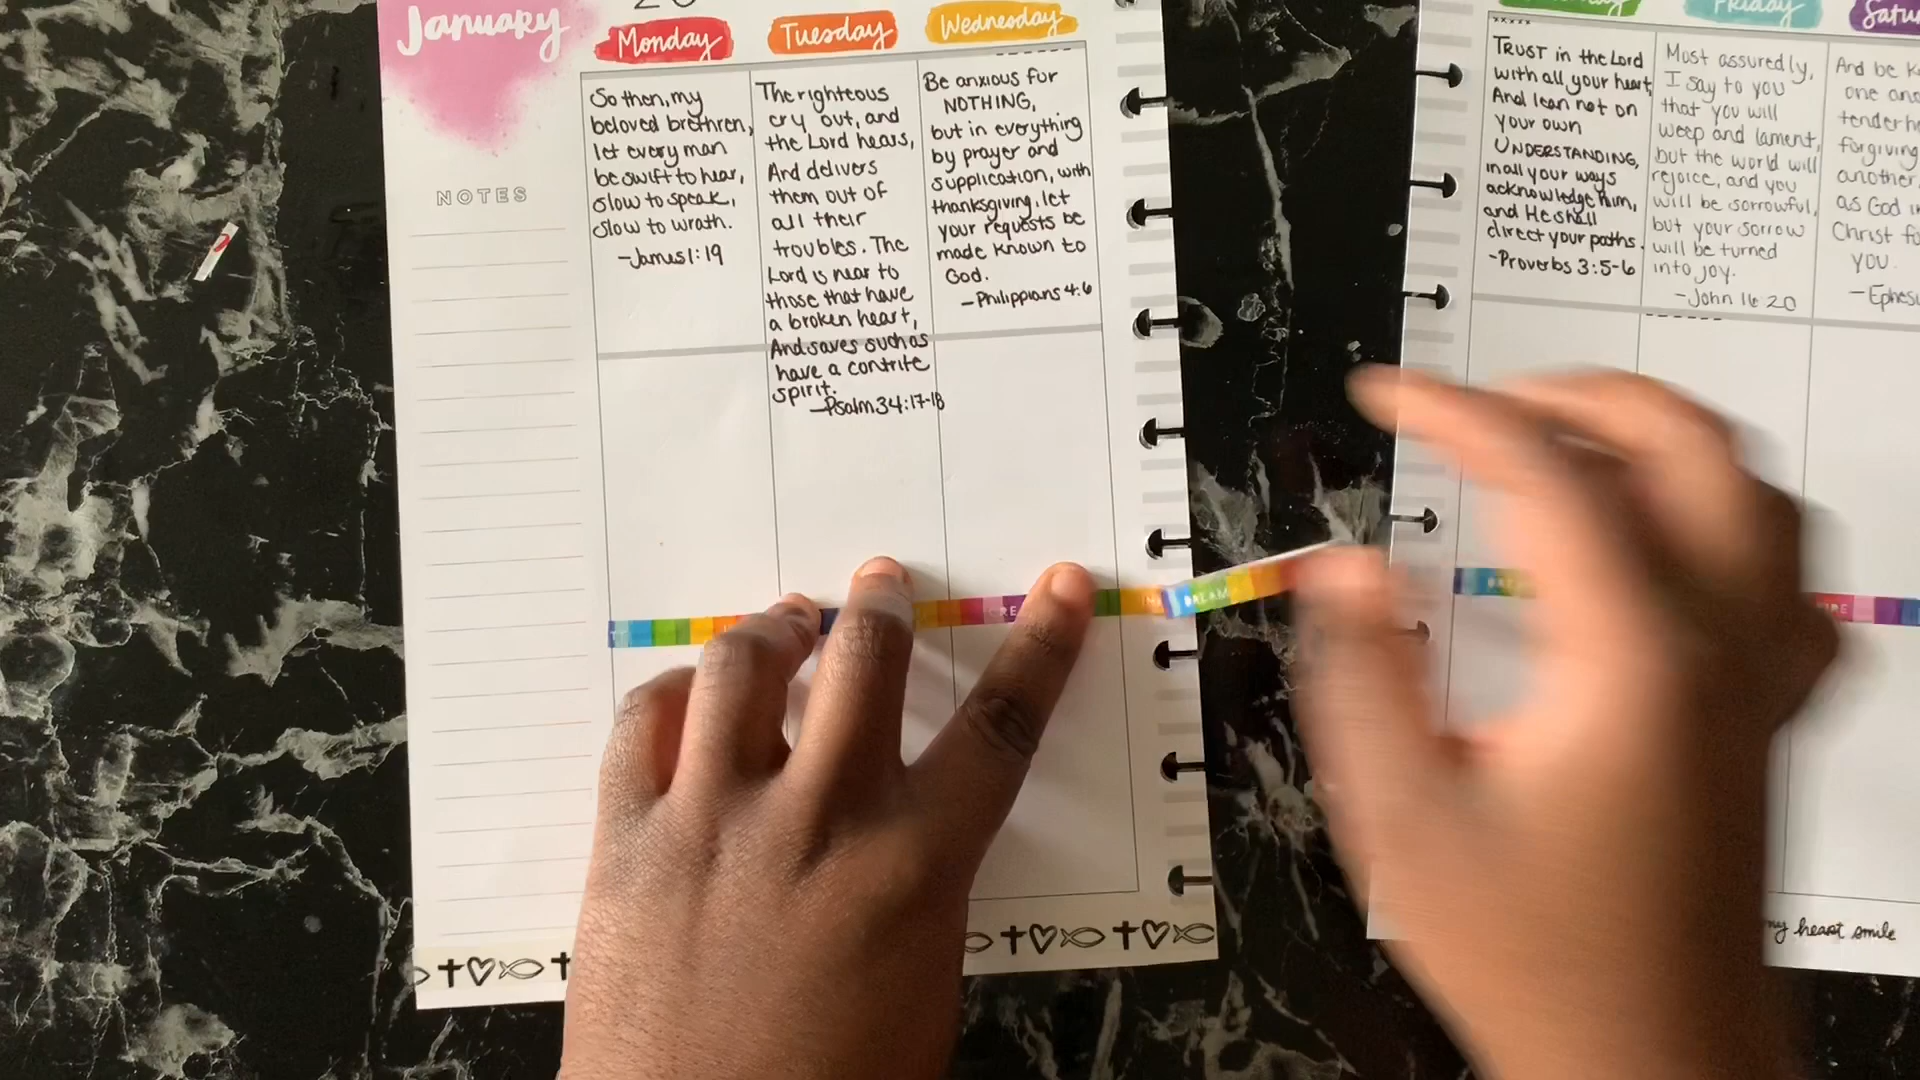 January
Monday
Tuesday
Wednesday
NOTES
So then, my
beloved brethren,
let every man
be swift to hear,
slow to speak,
slow to wrath.
-James 1:19
The righteous
cry out, and
the Lord hears,
And delivers
them out of
all their
troubles. The
Lord is near to
those that have
a broken heart,
And saves such as
have a contrite
spirit.
-Psalm 34:17-18
Be anxious for
NOTHING,
but in everything
by prayer and
supplication, with
thanksgiving, let
your requests be
made known to
God.
-Philippians 4:6
Friday
xxxxx
TRUST in the Lord
with all your heart,
And lean not on
your own
UNDERSTANDING,
in all your ways
acknowledge Him,
and He shall
direct your paths.
-Proverbs 3:5-6
Most assuredly,
I say to you
that you will
weep and lament,
but the world will
rejoice, and you
will be sorrowful,
but your sorrow
will be turned
into joy.
-John 16:20
And be
one
forgiving
another,
as God
Christ
YOU.
DREAM
my heart smile